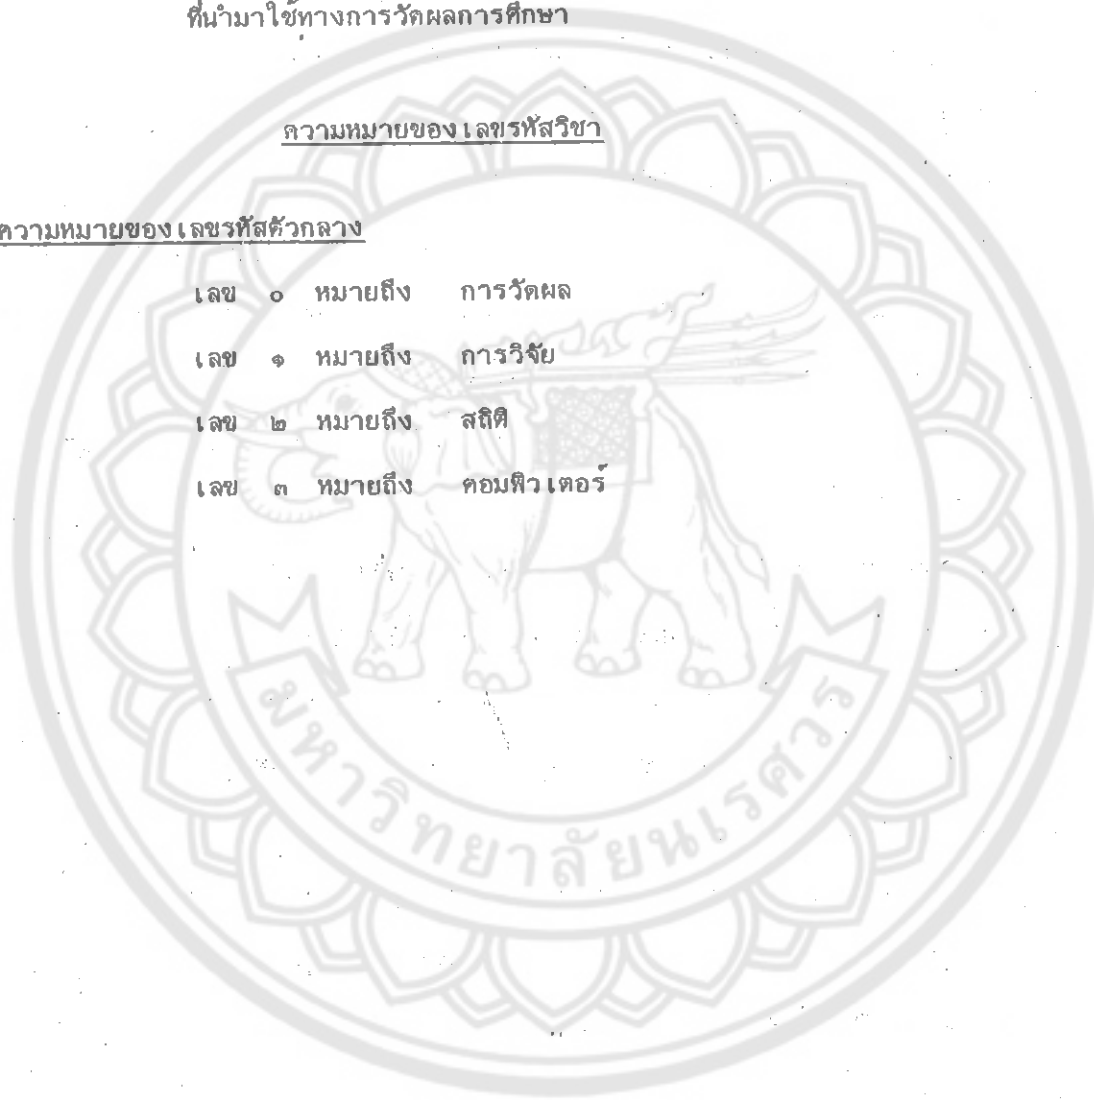 ที่นำมาใช้ทางการวัดผลการศึกษา
ความหมายของเลขรหัสวิชา
ความหมายของเลขรหัสตัวกลาง
เลข ๐ หมายถึง การวัดผล
เลข ๑ หมายถึง การวิจัย
เลข ๒ หมายถึง สถิติ
เลข ๓ หมายถึง คอมพิวเตอร์
มหาวิทยาลัยนเรศวร